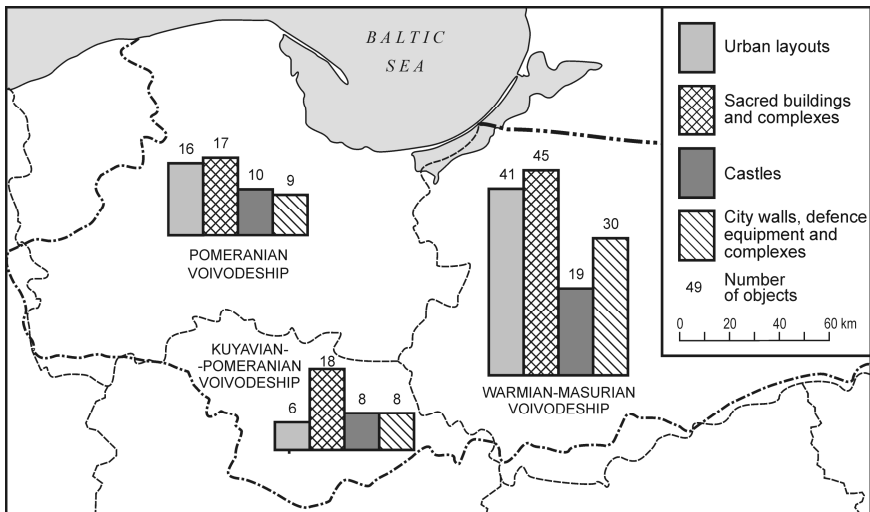 BALTIC
SEA
16
17
10
9
POMERANIAN
VOIVODESHIP
41
45
19
30
WARMIAN-MASURIAN
VOIVODESHIP
KUYAVIAN-
-POMERANIAN
VOIVODESHIP
6
18
8
8
Urban layouts
Sacred buildings
and complexes
Castles
City walls, defence
equipment and
complexes
49
Number
of objects
0 20 40 60 km